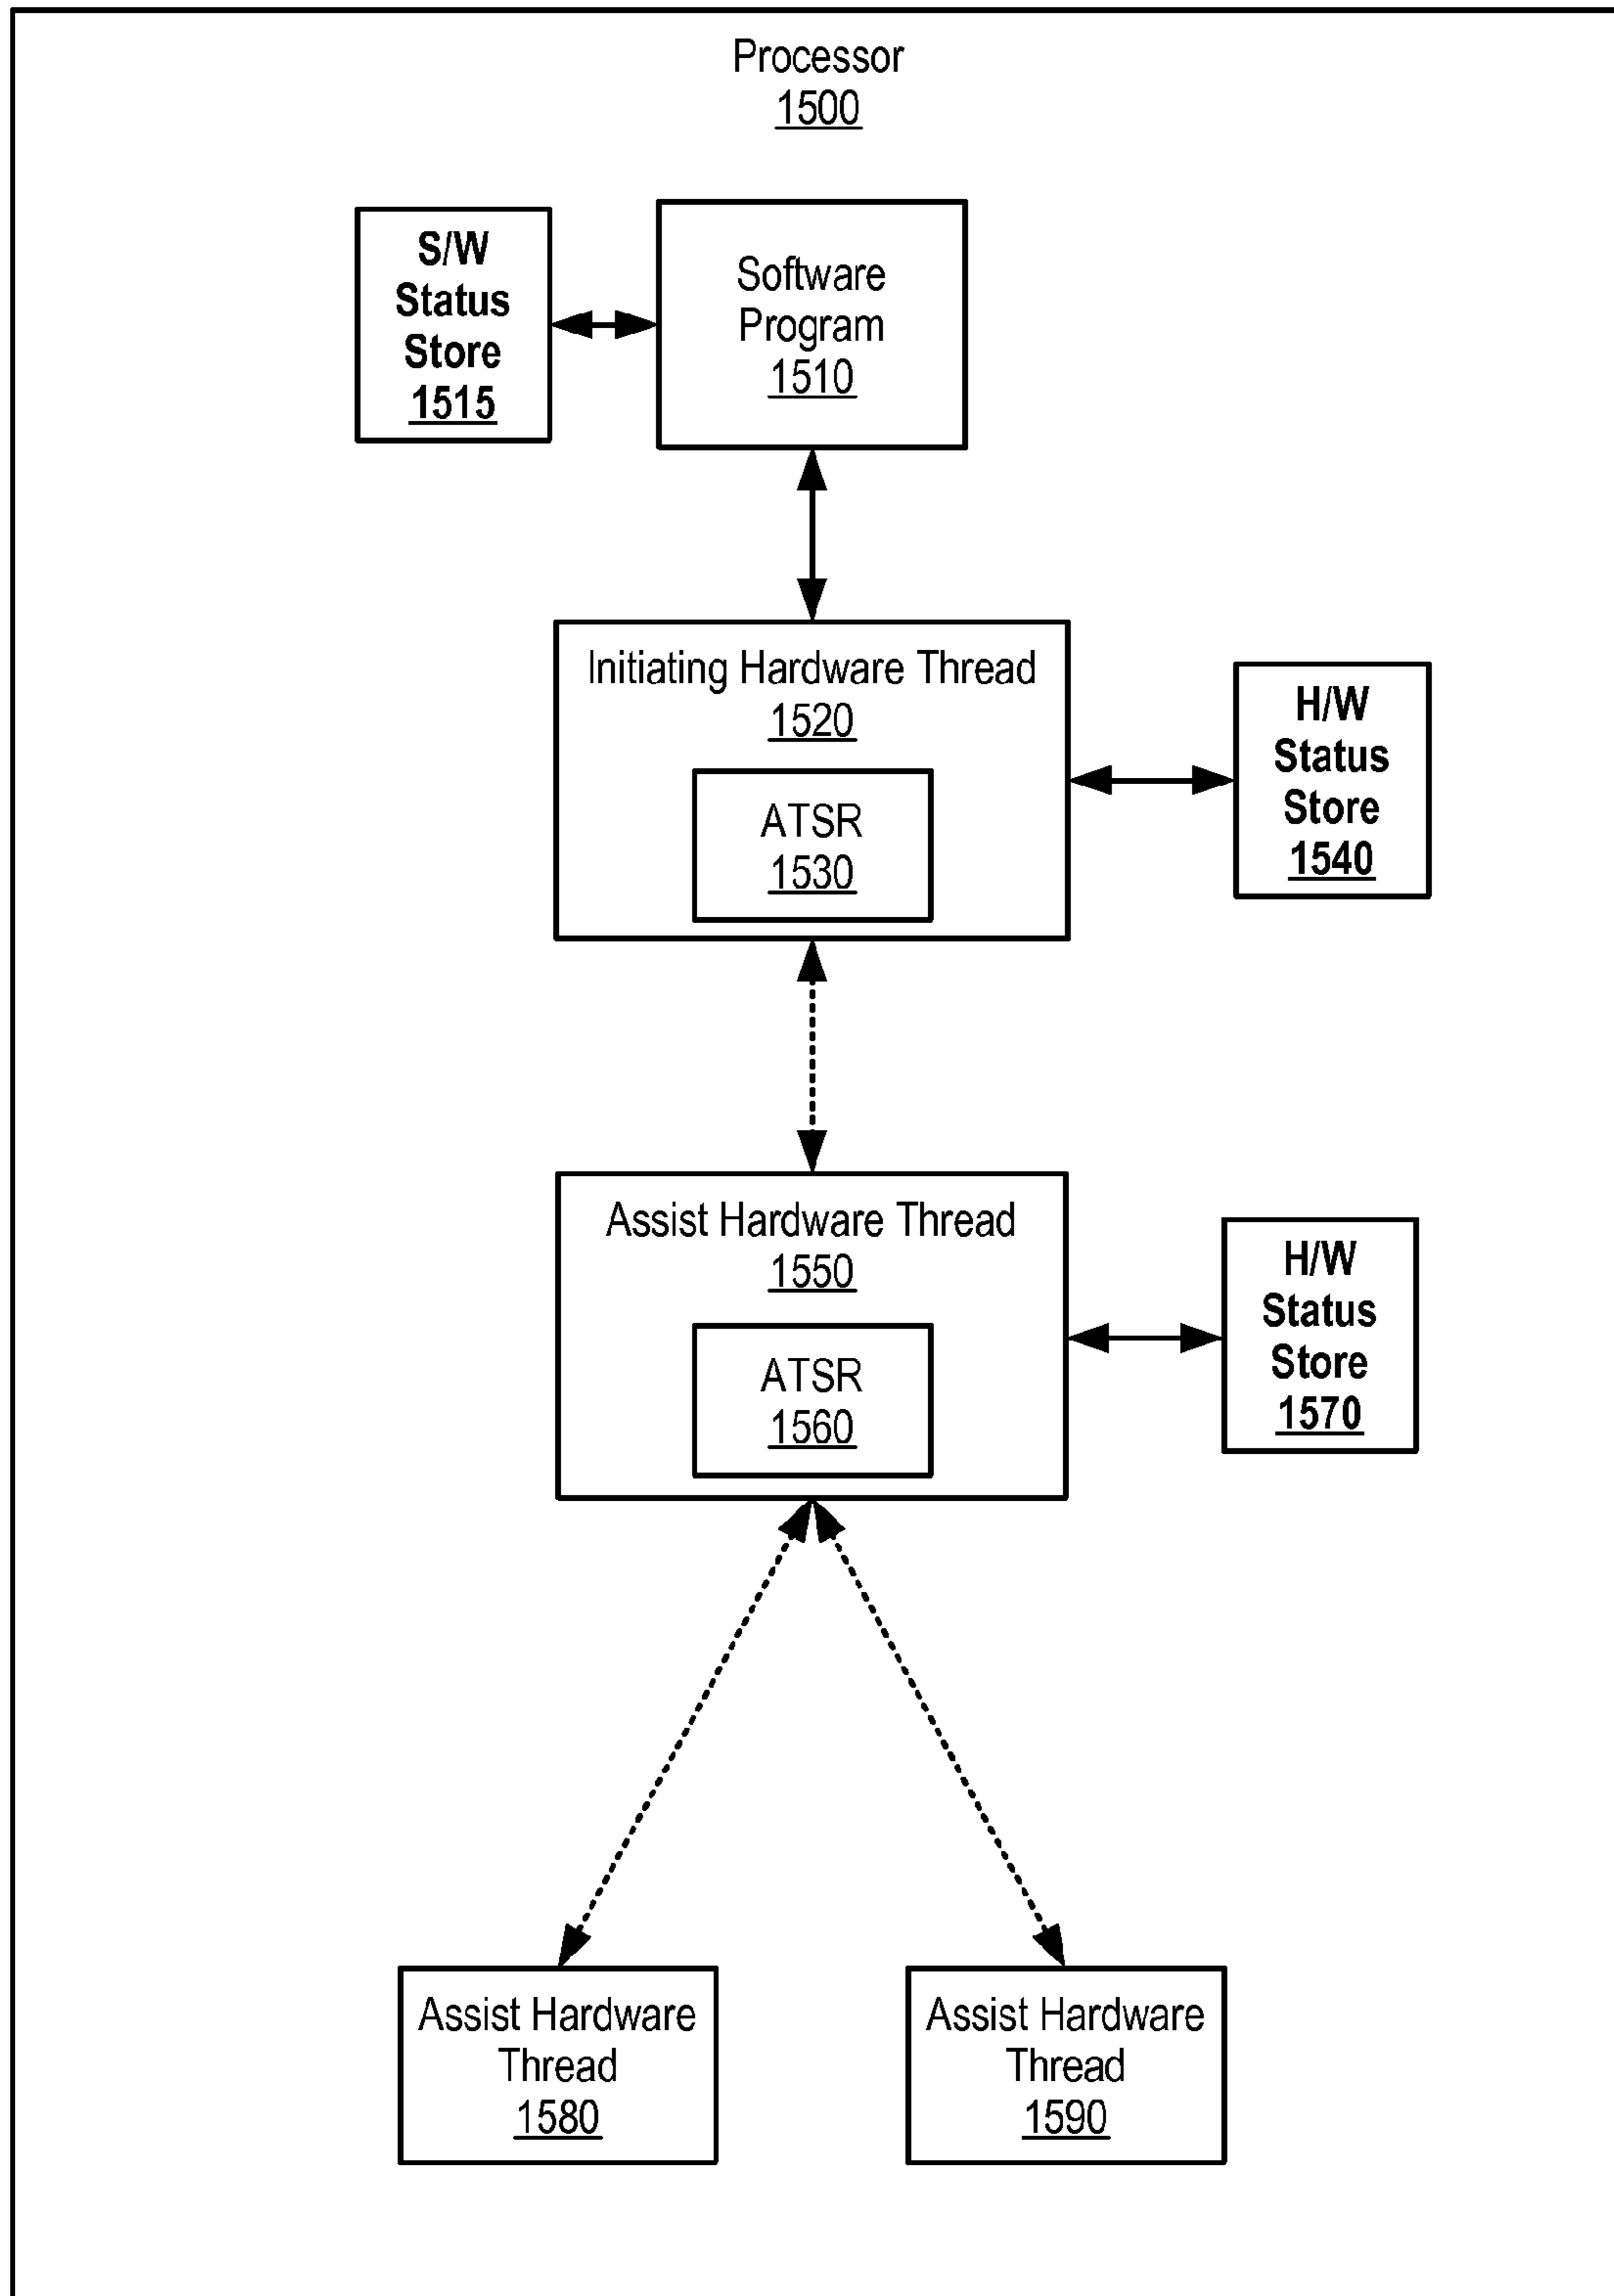 Processor
1500
S/W
Status
Store
1515
Software
Program
1510
Initiating Hardware Thread
1520
ATSR
1530
H/W
Status
Store
1540
Assist Hardware Thread
1550
ATSR
1560
H/W
Status
Store
1570
Assist Hardware
Thread
1580
Assist Hardware
Thread
1590